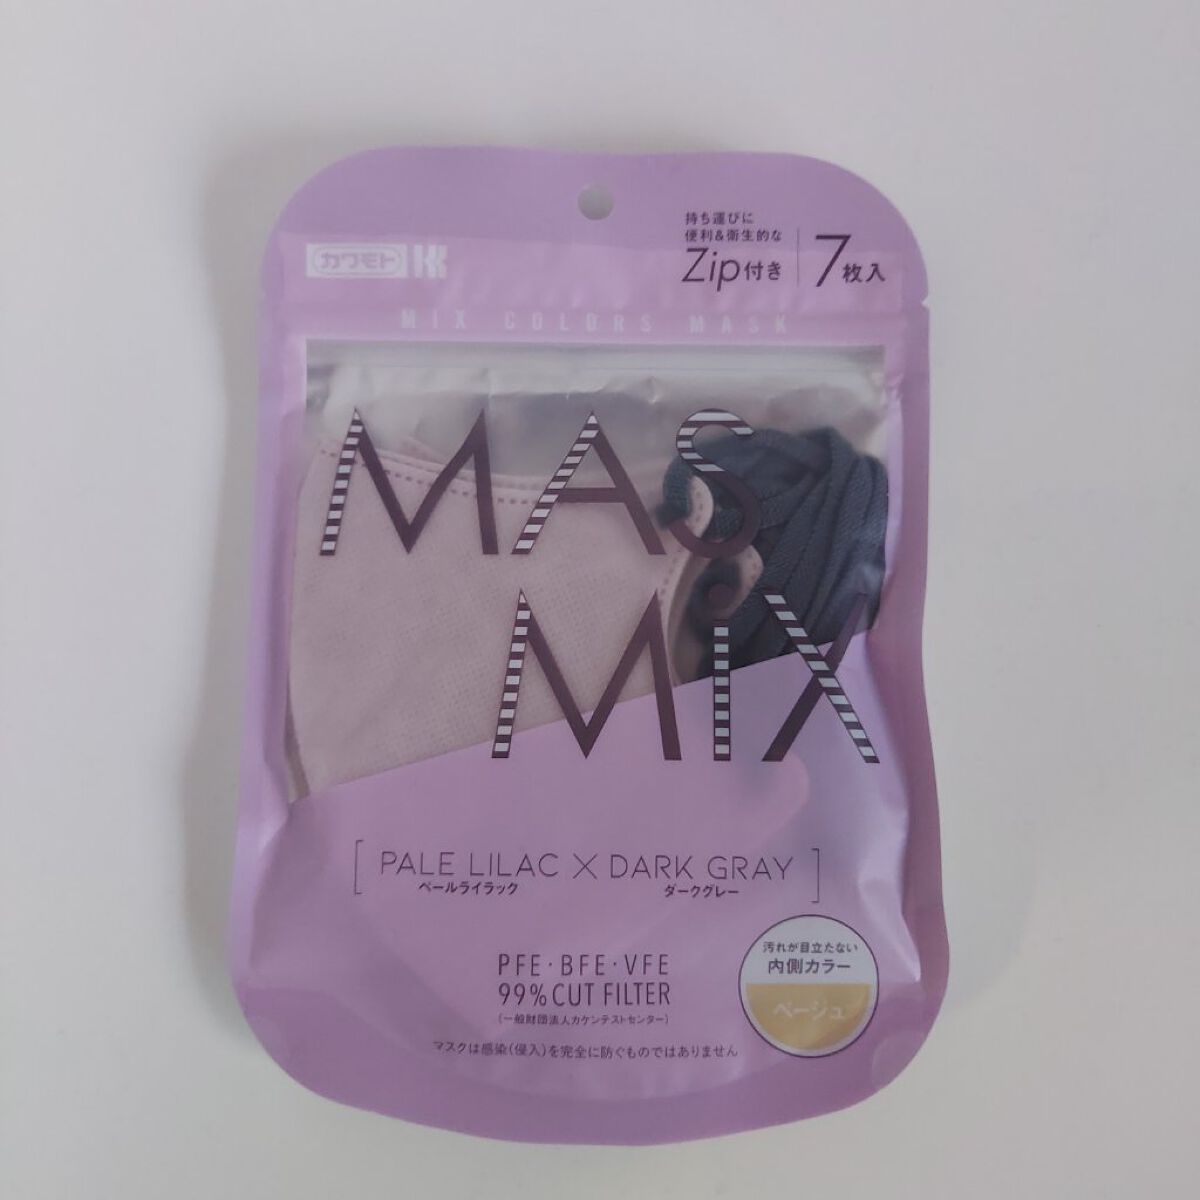 カワモト
持ち運びに
便利&衛生的な
Zip付き
7枚入
MIX COLORS MASK
MAS
MiX
[ PALE LILAC X DARK GRAY ]
ペールライラック ダークグレー
PFE・BFE・VFE
99% CUT FILTER
(一般財団法人カケンテストセンター)
マスクは感染(侵入)を完全に防ぐものではありません
汚れが目立たない
内側カラー
ベージュ